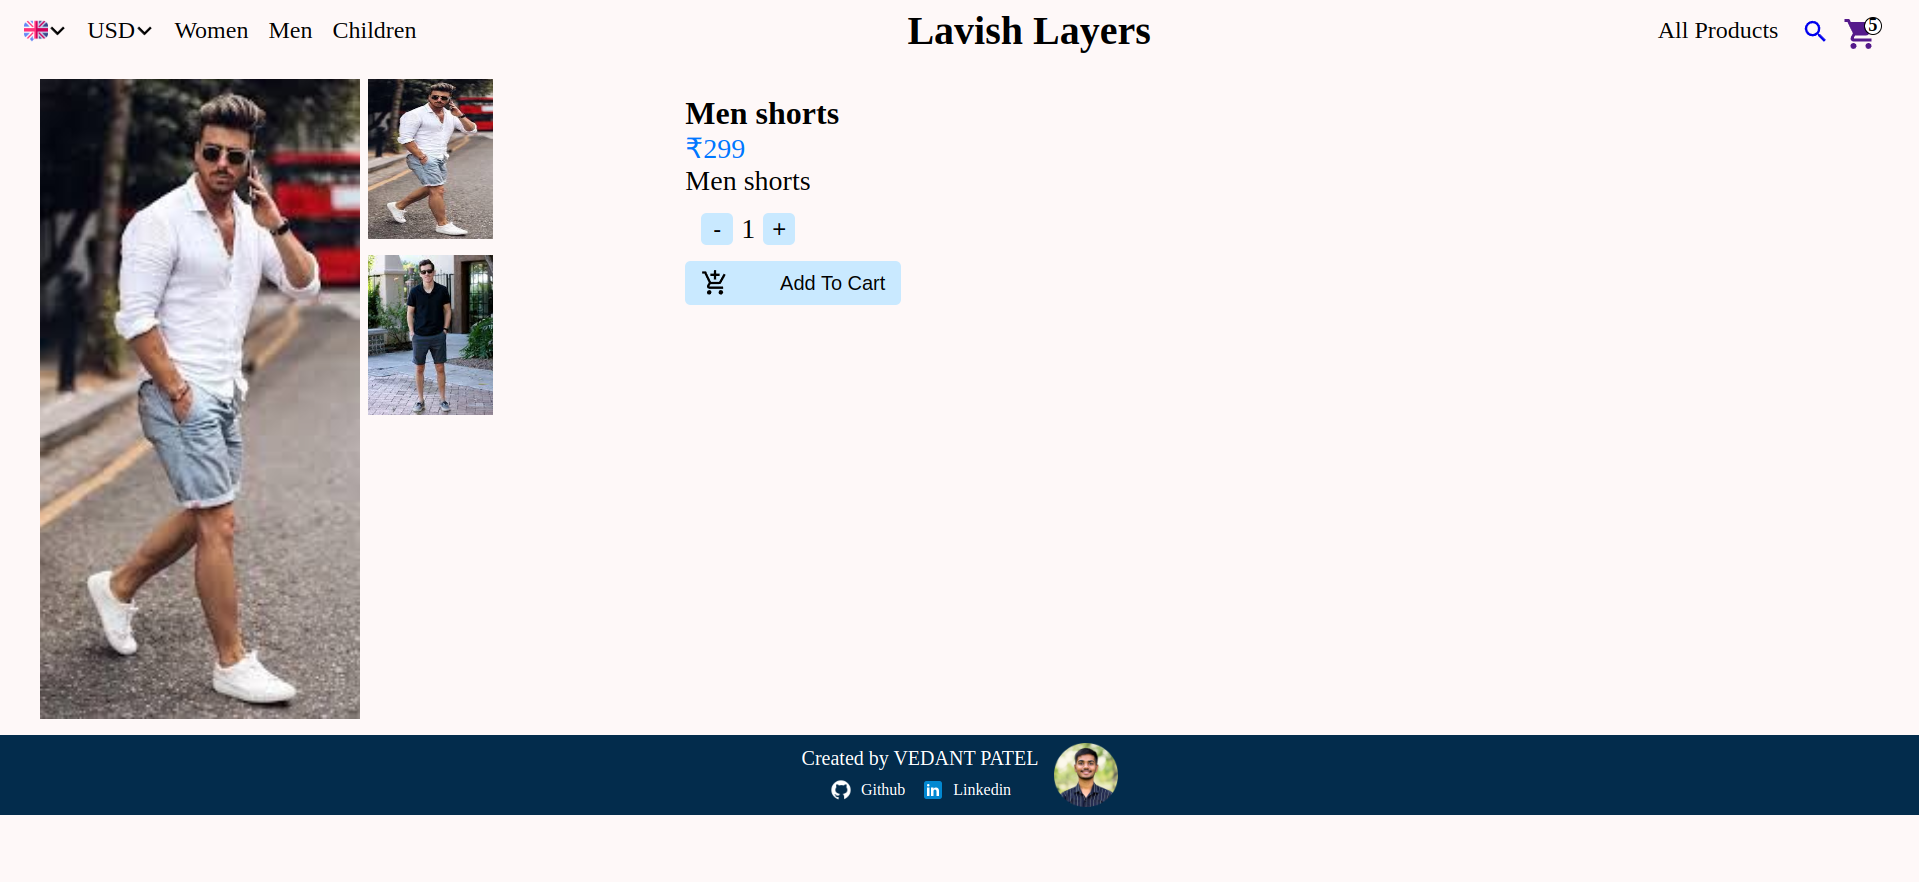 USD Women Men Children Lavish Layers All Products 5
Men shorts
₹299
Men shorts
- 1 +
Add To Cart
Created by VEDANT PATEL
Github in Linkedin